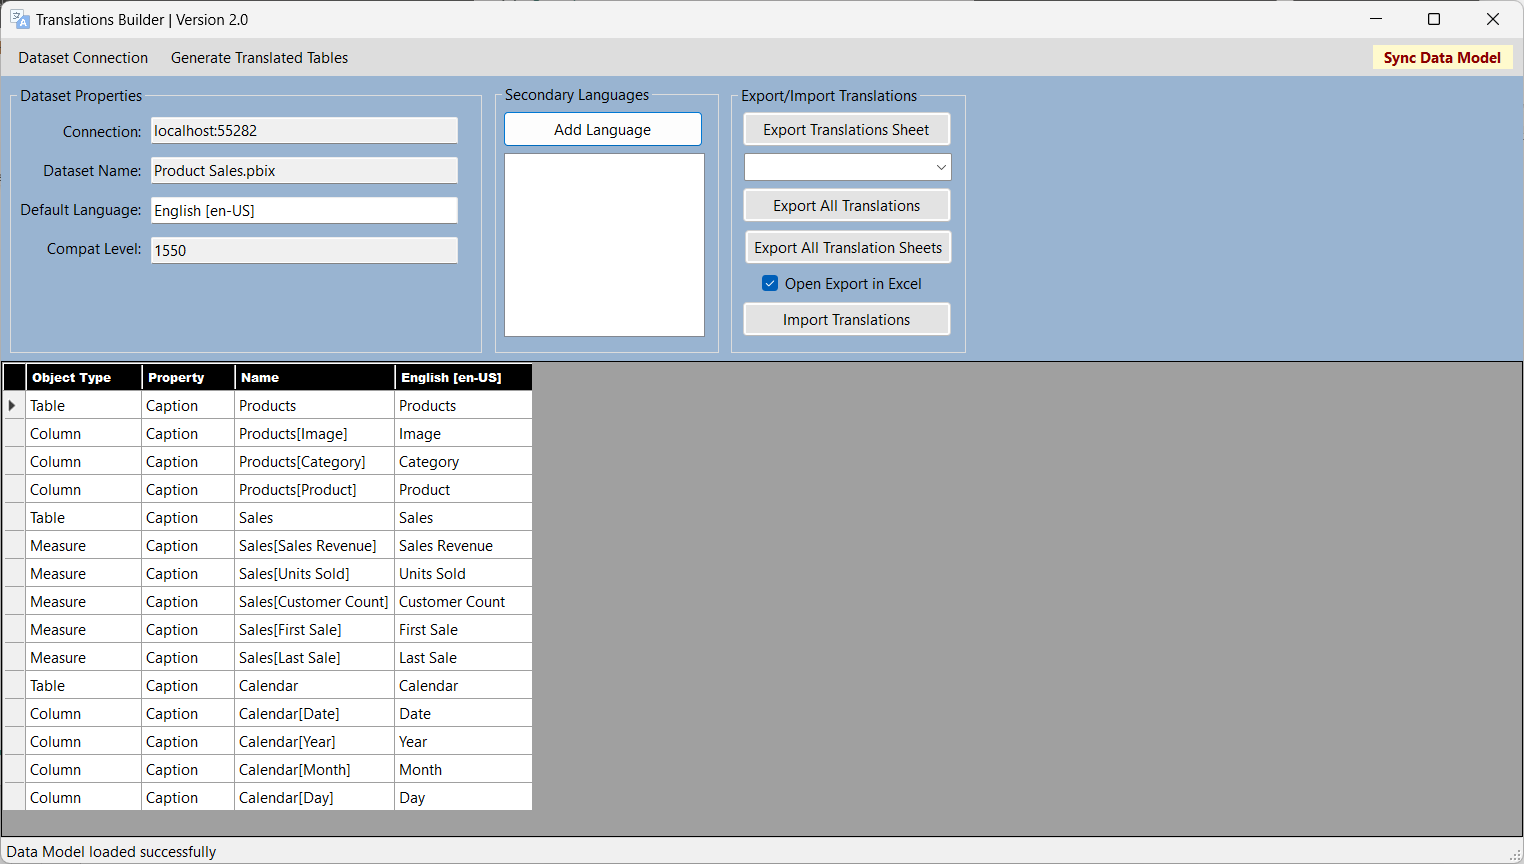 Translations Builder | Version 2.0
Dataset Connection Generate Translated Tables Sync Data Model
Dataset Properties
Connection: localhost:55282
Dataset Name: Product Sales.pbix
Default Language: English [en-US]
Compat Level: 1550
Secondary Languages
Add Language
Export/Import Translations
Export Translations Sheet
Export All Translations
Export All Translation Sheets
Open Export in Excel
Import Translations
Object Type Property Name English [en-US]
Table Caption Products Products
Column Caption Products[Image] Image
Column Caption Products[Category] Category
Column Caption Products[Product] Product
Table Caption Sales Sales
Measure Caption Sales[Sales Revenue] Sales Revenue
Measure Caption Sales[Units Sold] Units Sold
Measure Caption Sales[Customer Count] Customer Count
Measure Caption Sales[First Sale] First Sale
Measure Caption Sales[Last Sale] Last Sale
Table Caption Calendar Calendar
Column Caption Calendar[Date] Date
Column Caption Calendar[Year] Year
Column Caption Calendar[Month] Month
Column Caption Calendar[Day] Day
Data Model loaded successfully